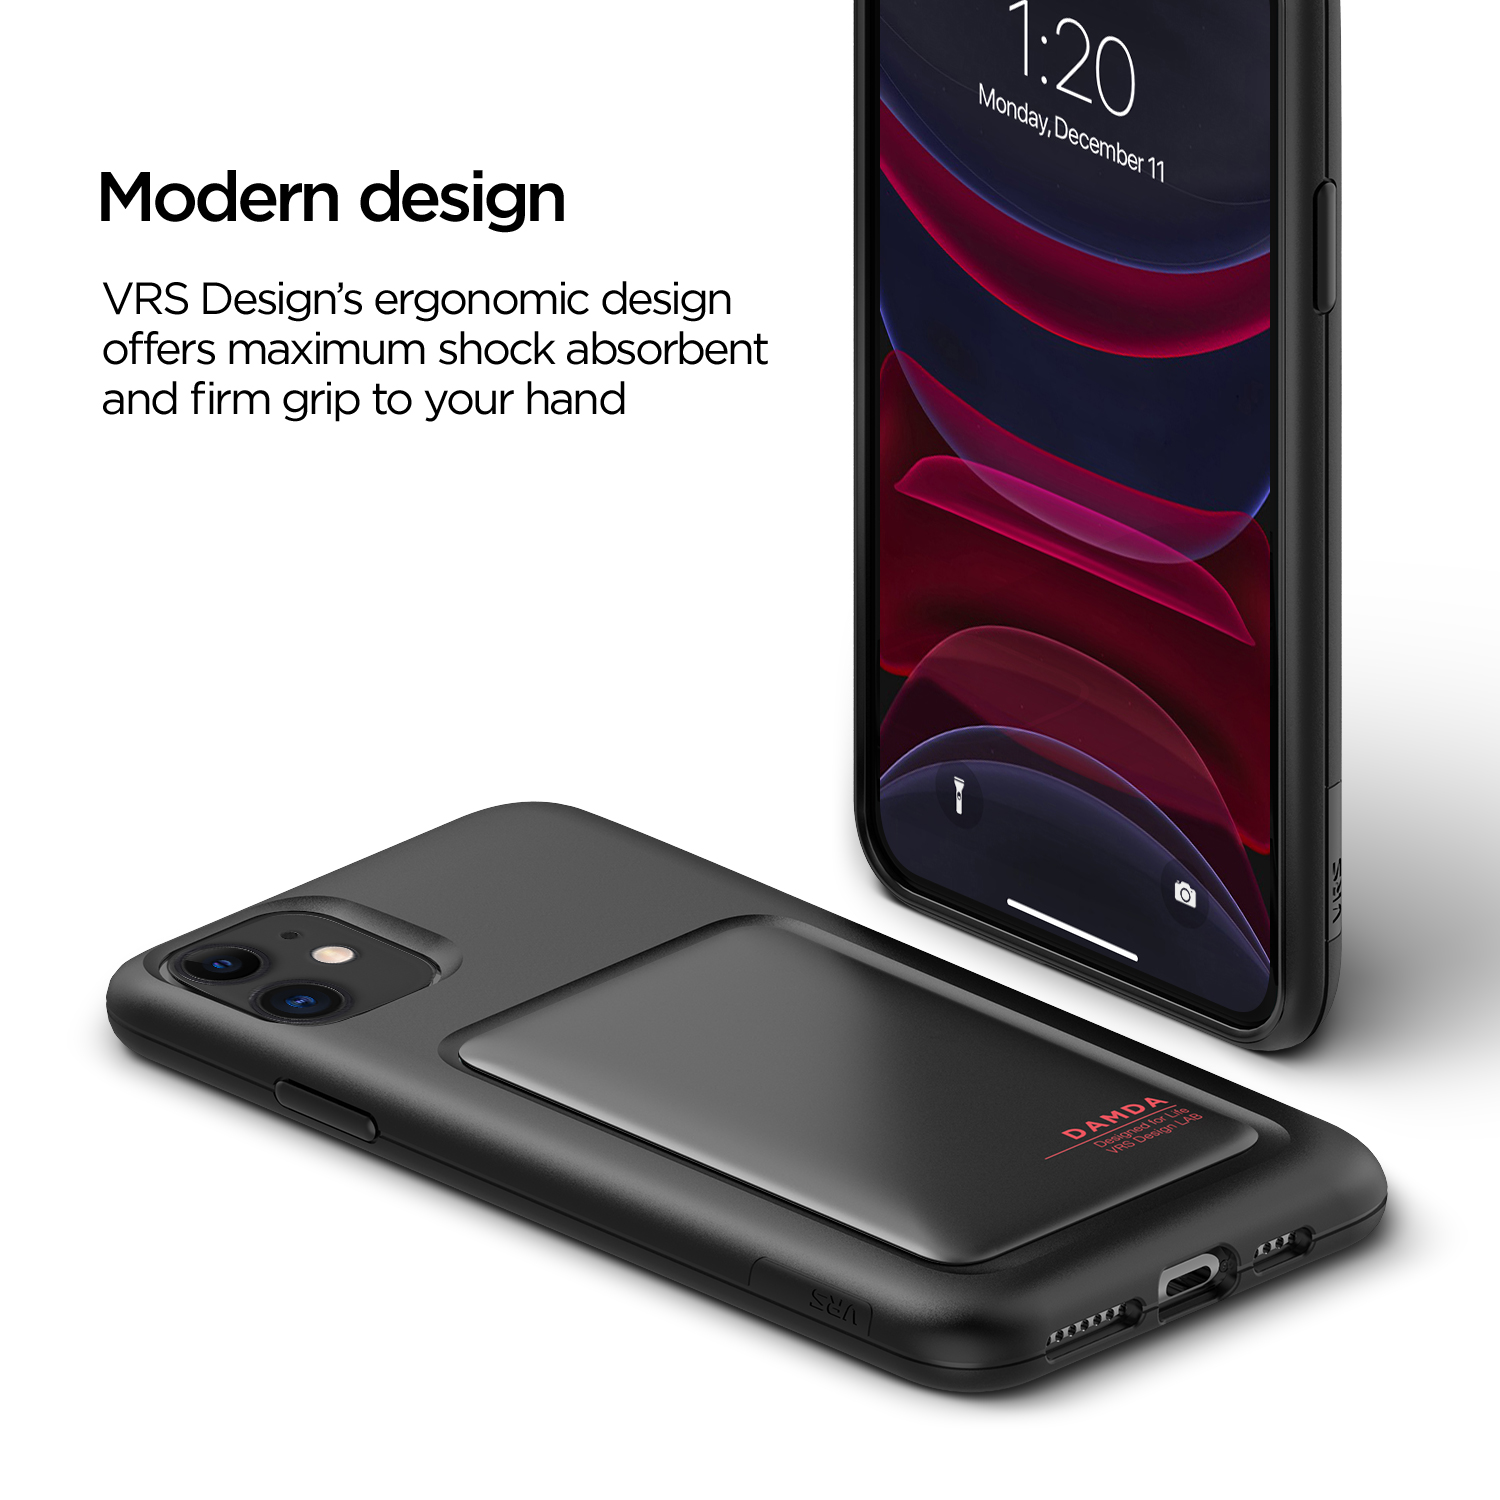 Modern design
VRS Design’s ergonomic design
offers maximum shock absorbent
and firm grip to your hand
1:20
Monday, December 11
VRS
DAMDA
Designed for Life
VRS Design LAB
VRS